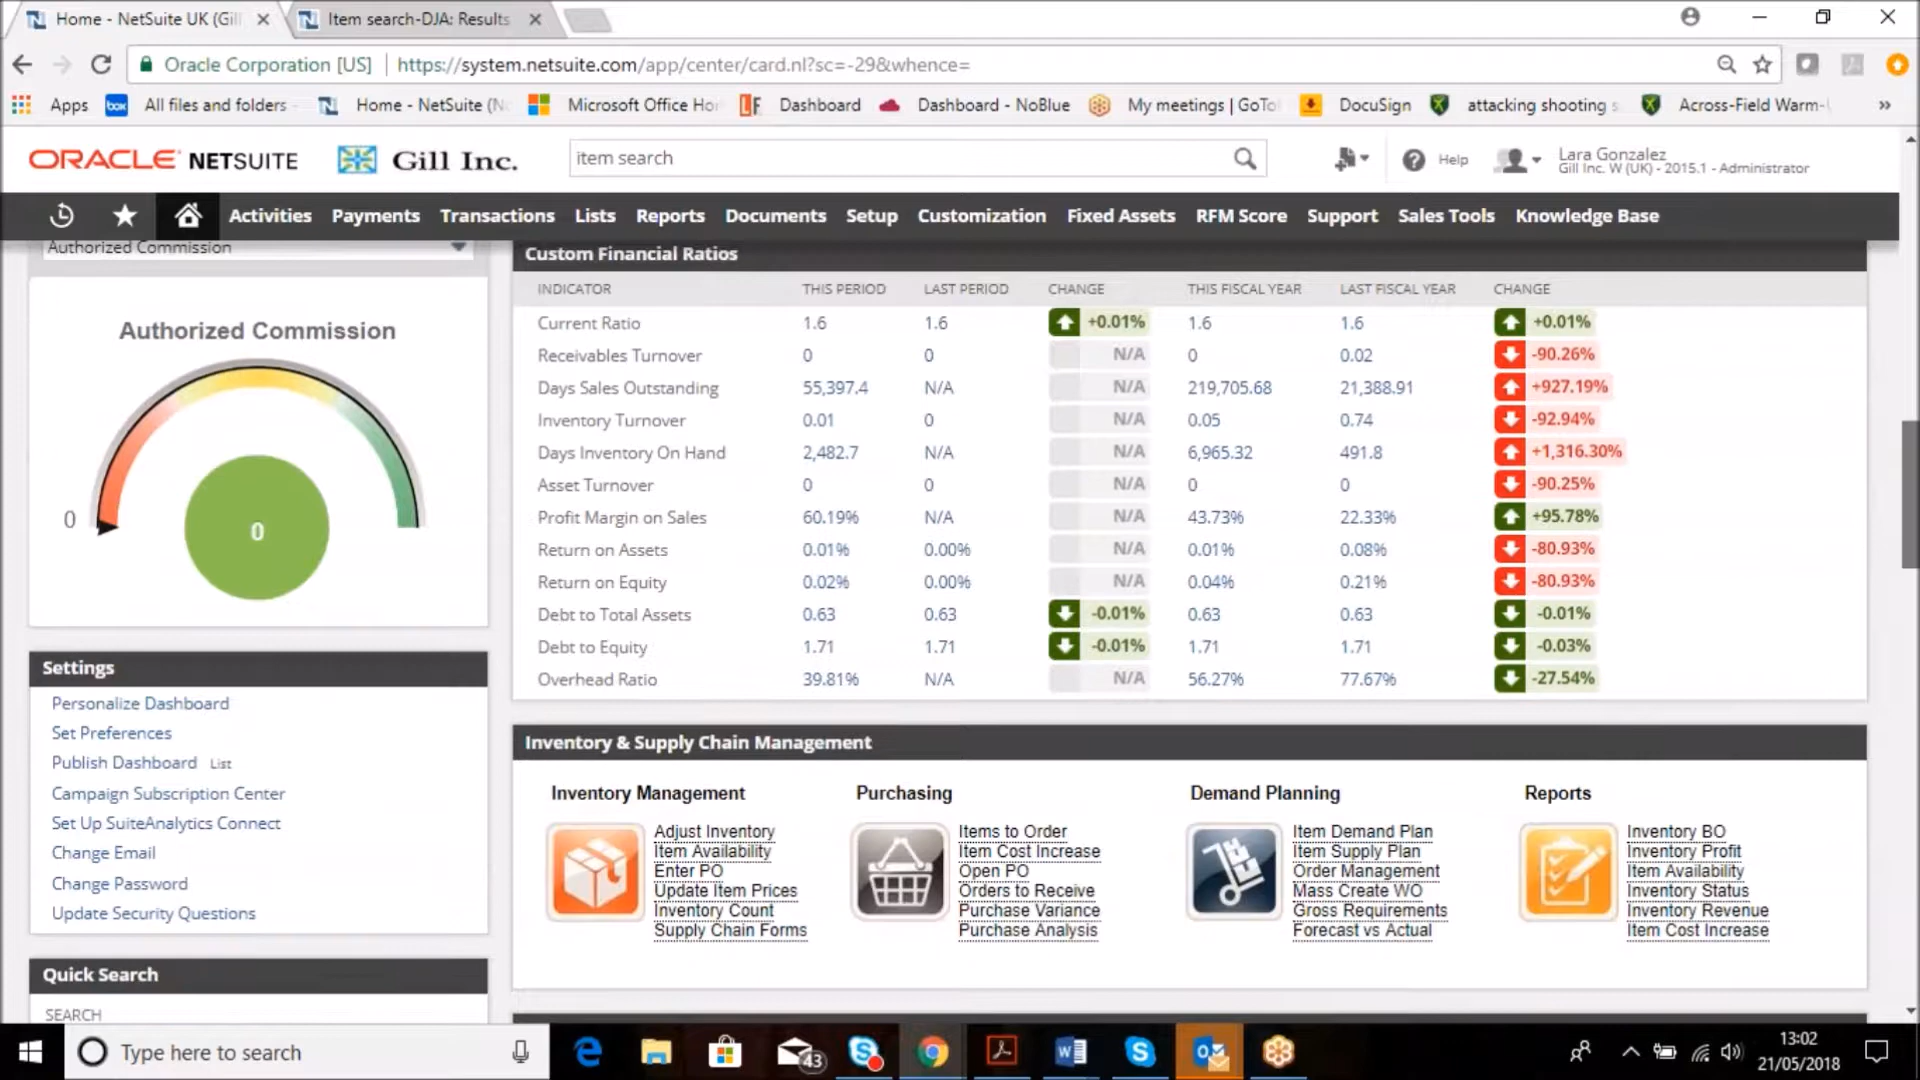 Home - NetSuite UK (Gill
Item search-DJA: Results
Oracle Corporation [US] https://system.netsuite.com/app/center/card.nl?sc=-29&whence=
Apps box All files and folders Home - NetSuite (N Microsoft Office Ho LF Dashboard Dashboard - NoBlue My meetings | GoTo DocuSign attacking shooting s Across-Field Warm- »
ORACLE NETSUITE Gill Inc. item search Help Lara Gonzalez
Gill Inc. W (UK) - 2015.1 - Administrator
Activities Payments Transactions Lists Reports Documents Setup Customization Fixed Assets RFM Score Support Sales Tools Knowledge Base
Authorized Commission
Authorized Commission
0
0
Settings
Personalize Dashboard
Set Preferences
Publish Dashboard List
Campaign Subscription Center
Set Up SuiteAnalytics Connect
Change Email
Change Password
Update Security Questions
Quick Search
SEARCH
Custom Financial Ratios
INDICATOR THIS PERIOD LAST PERIOD CHANGE THIS FISCAL YEAR LAST FISCAL YEAR CHANGE
Current Ratio 1.6 1.6 +0.01% 1.6 1.6 +0.01%
Receivables Turnover 0 0 N/A 0 0.02 -90.26%
Days Sales Outstanding 55,397.4 N/A N/A 219,705.68 21,388.91 +927.19%
Inventory Turnover 0.01 0 N/A 0.05 0.74 -92.94%
Days Inventory On Hand 2,482.7 N/A N/A 6,965.32 491.8 +1,316.30%
Asset Turnover 0 0 N/A 0 0 -90.25%
Profit Margin on Sales 60.19% N/A N/A 43.73% 22.33% +95.78%
Return on Assets 0.01% 0.00% N/A 0.01% 0.08% -80.93%
Return on Equity 0.02% 0.00% N/A 0.04% 0.21% -80.93%
Debt to Total Assets 0.63 0.63 -0.01% 0.63 0.63 -0.01%
Debt to Equity 1.71 1.71 -0.01% 1.71 1.71 -0.03%
Overhead Ratio 39.81% N/A N/A 56.27% 77.67% -27.54%
Inventory & Supply Chain Management
Inventory Management
Adjust Inventory
Item Availability
Enter PO
Update Item Prices
Inventory Count
Supply Chain Forms
Purchasing
Items to Order
Item Cost Increase
Open PO
Orders to Receive
Purchase Variance
Purchase Analysis
Demand Planning
Item Demand Plan
Item Supply Plan
Order Management
Mass Create WO
Gross Requirements
Forecast vs Actual
Reports
Inventory BO
Inventory Profit
Item Availability
Inventory Status
Inventory Revenue
Item Cost Increase
Type here to search
43
13:02
21/05/2018